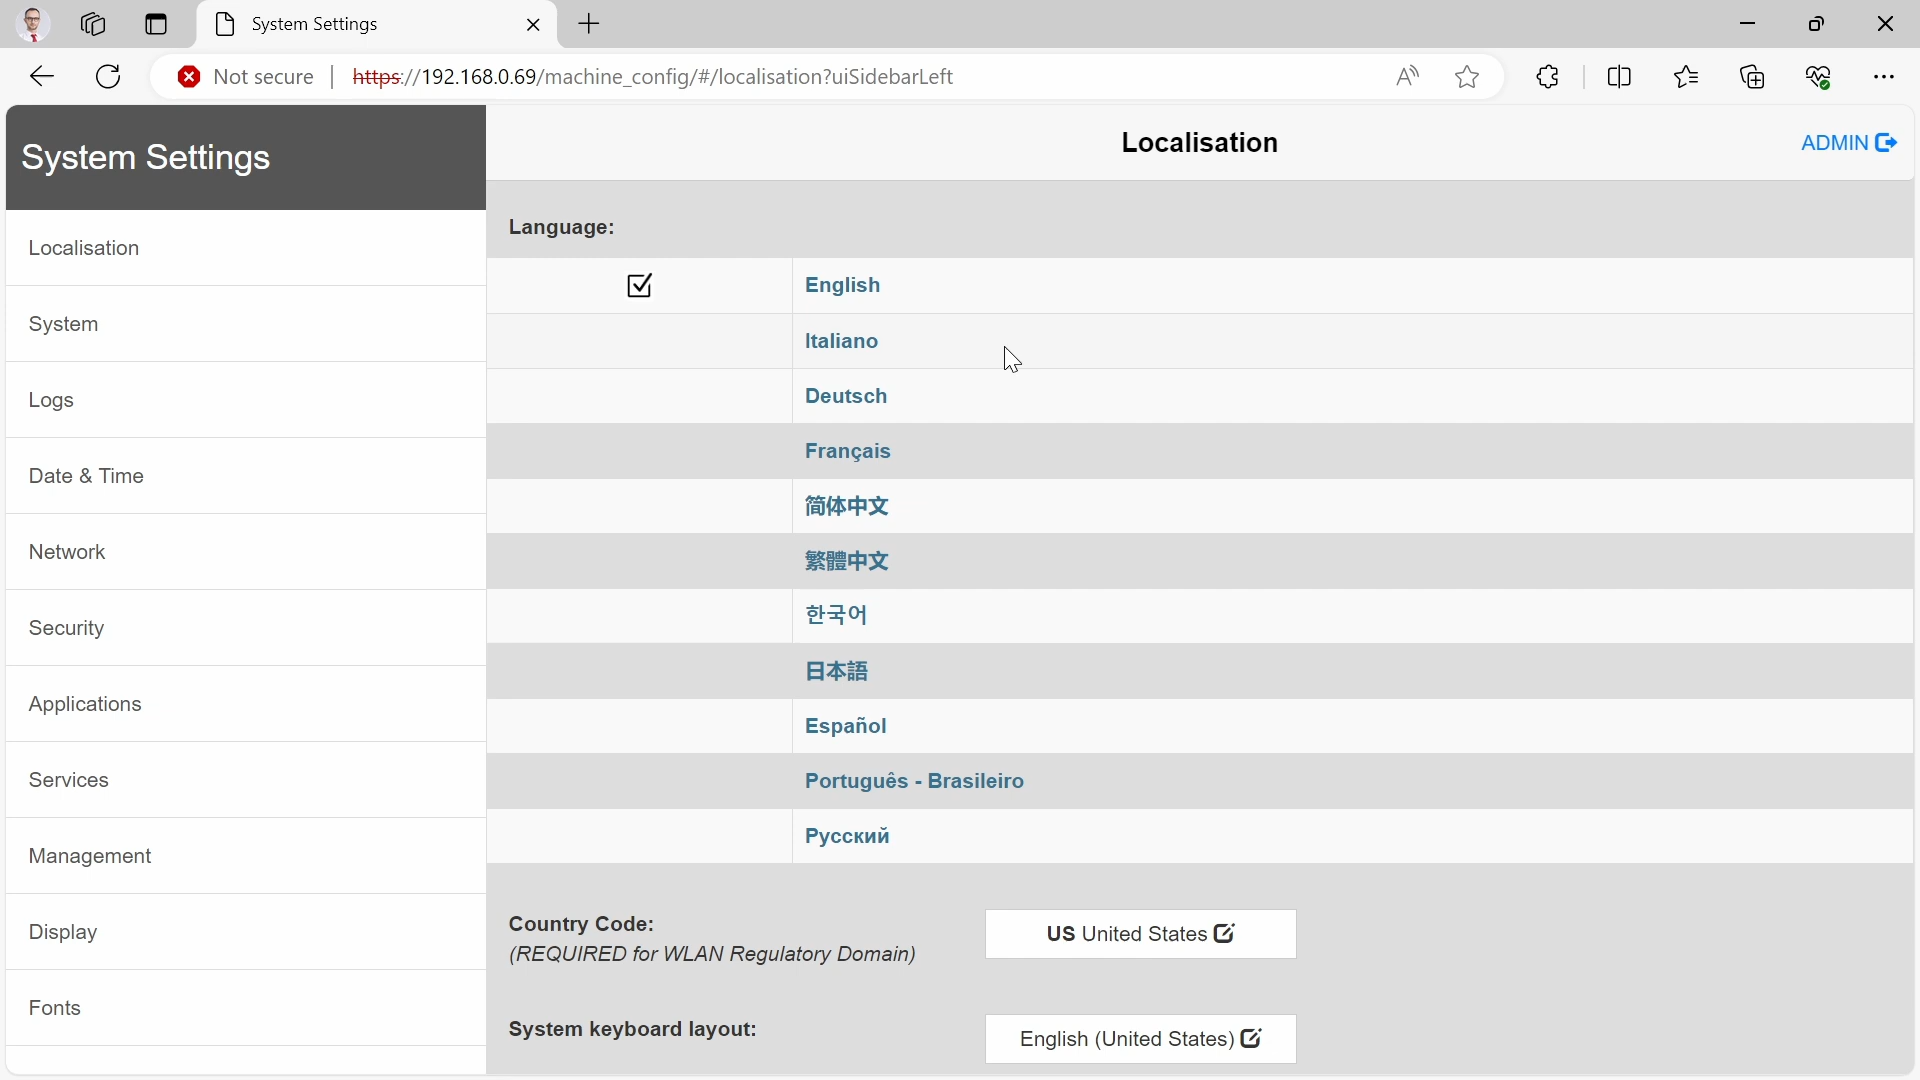 System Settings
Not secure
https://192.168.0.69/machine_config/#/localisation?uiSidebarLeft
System Settings
Localisation
System
Logs
Date & Time
Network
Security
Applications
Services
Management
Display
Fonts
Localisation
ADMIN
Language:
English
Italiano
Deutsch
Français
简体中文
繁體中文
한국어
日本語
Español
Português - Brasileiro
Русский
Country Code:
(REQUIRED for WLAN Regulatory Domain)
US United States
System keyboard layout:
English (United States)